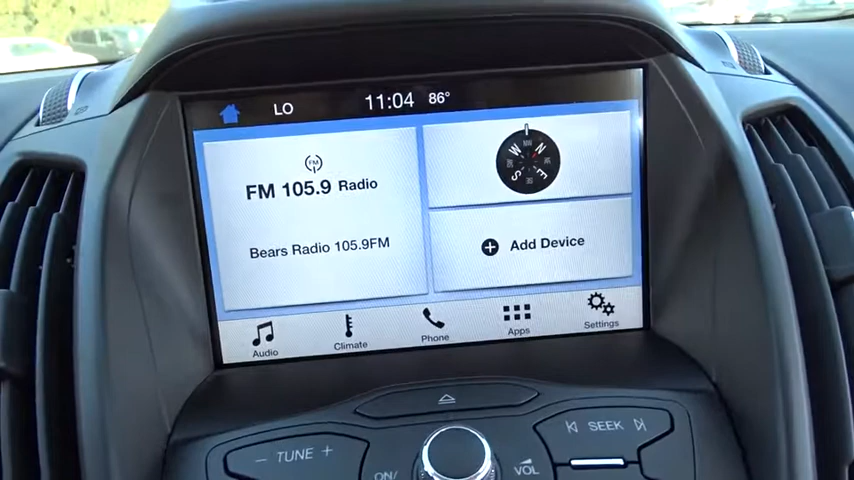 LO 11:04 86°
FM
FM 105.9 Radio
Bears Radio 105.9FM
NW N W E S
Add Device
Audio Climate Phone Apps Settings
− TUNE +
SEEK
ON/
VOL